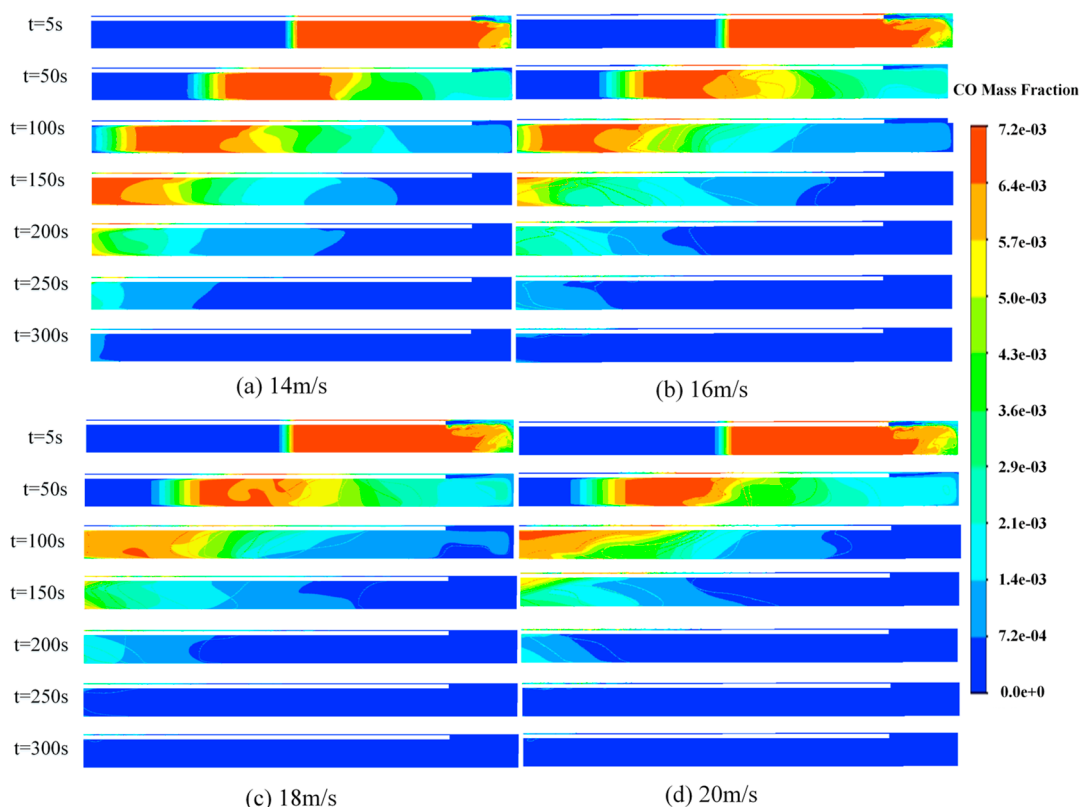 t=5s
t=50s
t=100s
t=150s
t=200s
t=250s
t=300s
(a) 14m/s
(b) 16m/s
CO Mass Fraction
7.2e-03
6.4e-03
5.7e-03
5.0e-03
4.3e-03
3.6e-03
2.9e-03
2.1e-03
1.4e-03
7.2e-04
0.0e+0
t=5s
t=50s
t=100s
t=150s
t=200s
t=250s
t=300s
(c) 18m/s
(d) 20m/s